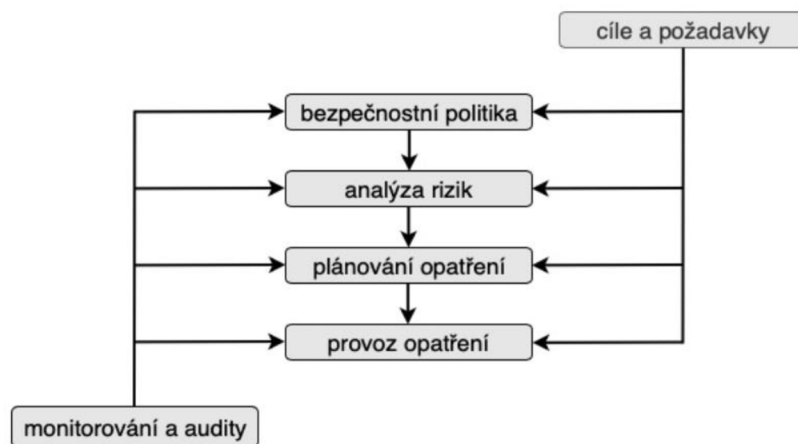 cíle a požadavky
bezpečnostní politika
analýza rizik
plánování opatření
provoz opatření
monitorování a audity